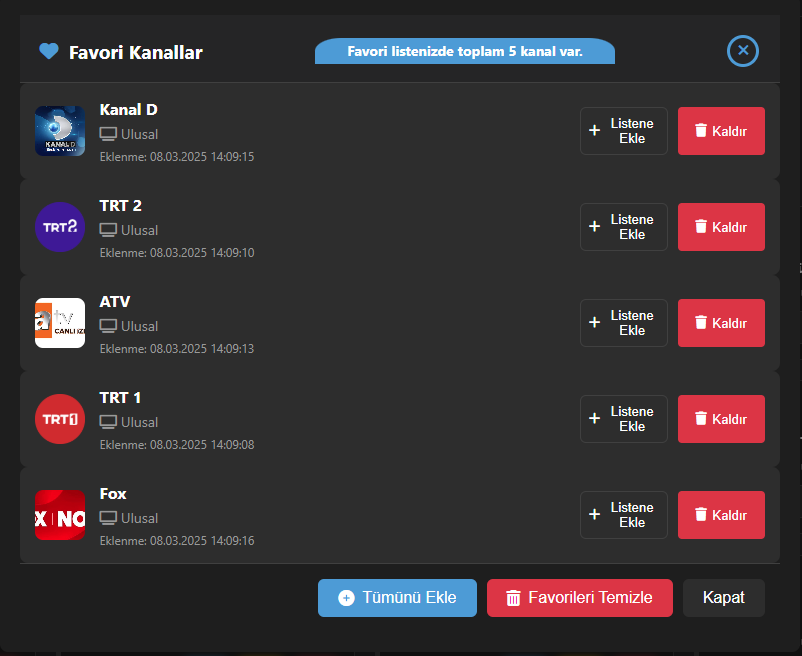 Favori Kanallar
Favori listenizde toplam 5 kanal var.
Kanal D
Ulusal
Eklenme: 08.03.2025 14:09:15
KANAL D
Listene
Ekle
Kaldır
TRT 2
Ulusal
Eklenme: 08.03.2025 14:09:10
TRT2
Listene
Ekle
Kaldır
ATV
Ulusal
Eklenme: 08.03.2025 14:09:13
a tv
Listene
Ekle
Kaldır
TRT 1
Ulusal
Eklenme: 08.03.2025 14:09:08
TRT1
Listene
Ekle
Kaldır
Fox
Ulusal
Eklenme: 08.03.2025 14:09:16
X NO
Listene
Ekle
Kaldır
Tümünü Ekle
Favorileri Temizle
Kapat